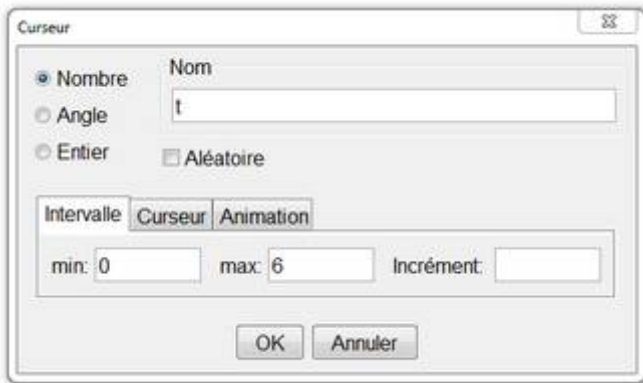 Curseur
Nombre
Nom
Angle
t
Entier
Aléatoire
Intervalle Curseur Animation
min: 0 max: 6 Incrément:
OK Annuler